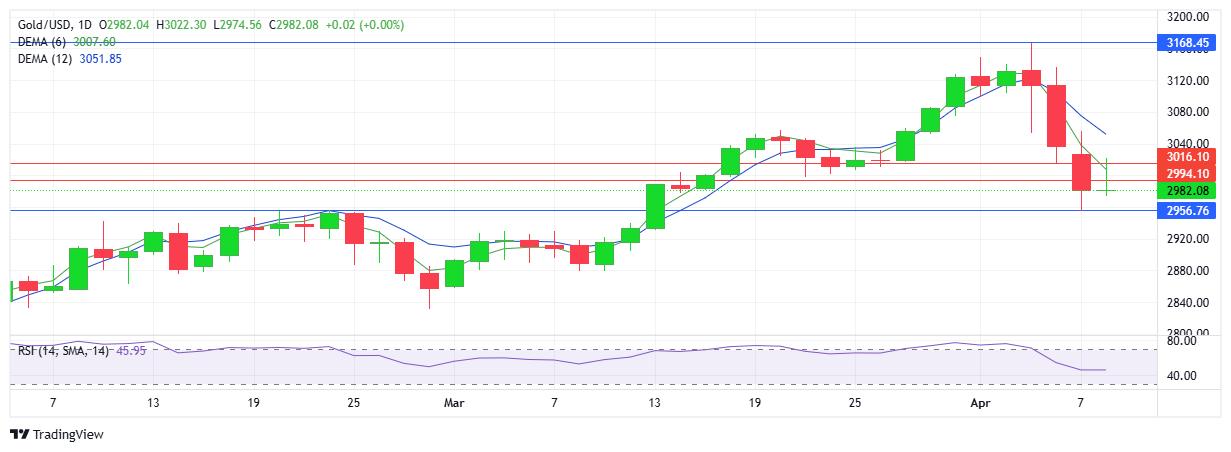 Gold/USD, 1D O2982.04 H3022.30 L2974.56 C2982.08 +0.02 (+0.00%)
DEMA (6) 3007.60
DEMA (12) 3051.85
3200.00
3168.45
3160.00
3120.00
3080.00
3040.00
3016.10
2994.10
2982.08
2956.76
2920.00
2880.00
2840.00
2800.00
RSI (14, SMA, 14) 45.95
80.00
40.00
7 13 19 25 Mar 7 13 19 25 Apr 7
TradingView